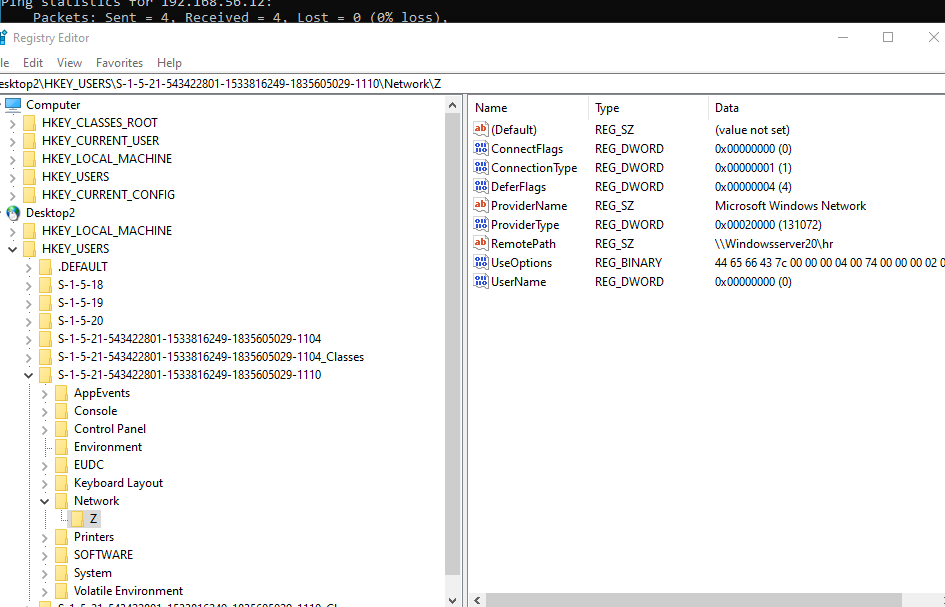 Ping statistics for 192.168.56.12:
Packets: Sent = 4, Received = 4, Lost = 0 (0% loss),
Registry Editor
le Edit View Favorites Help
esktop2\HKEY_USERS\S-1-5-21-543422801-1533816249-1835605029-1110\Network\Z
Computer
HKEY_CLASSES_ROOT
HKEY_CURRENT_USER
HKEY_LOCAL_MACHINE
HKEY_USERS
HKEY_CURRENT_CONFIG
Desktop2
HKEY_LOCAL_MACHINE
HKEY_USERS
.DEFAULT
S-1-5-18
S-1-5-19
S-1-5-20
S-1-5-21-543422801-1533816249-1835605029-1104
S-1-5-21-543422801-1533816249-1835605029-1104_Classes
S-1-5-21-543422801-1533816249-1835605029-1110
AppEvents
Console
Control Panel
Environment
EUDC
Keyboard Layout
Network
Z
Printers
SOFTWARE
System
Volatile Environment
Name Type Data
(Default) REG_SZ (value not set)
ConnectFlags REG_DWORD 0x00000000 (0)
ConnectionType REG_DWORD 0x00000001 (1)
DeferFlags REG_DWORD 0x00000004 (4)
ProviderName REG_SZ Microsoft Windows Network
ProviderType REG_DWORD 0x00020000 (131072)
RemotePath REG_SZ \\Windowsserver20\hr
UseOptions REG_BINARY 44 65 66 43 7c 00 00 00 04 00 74 00 00 00 02 0
UserName REG_DWORD 0x00000000 (0)